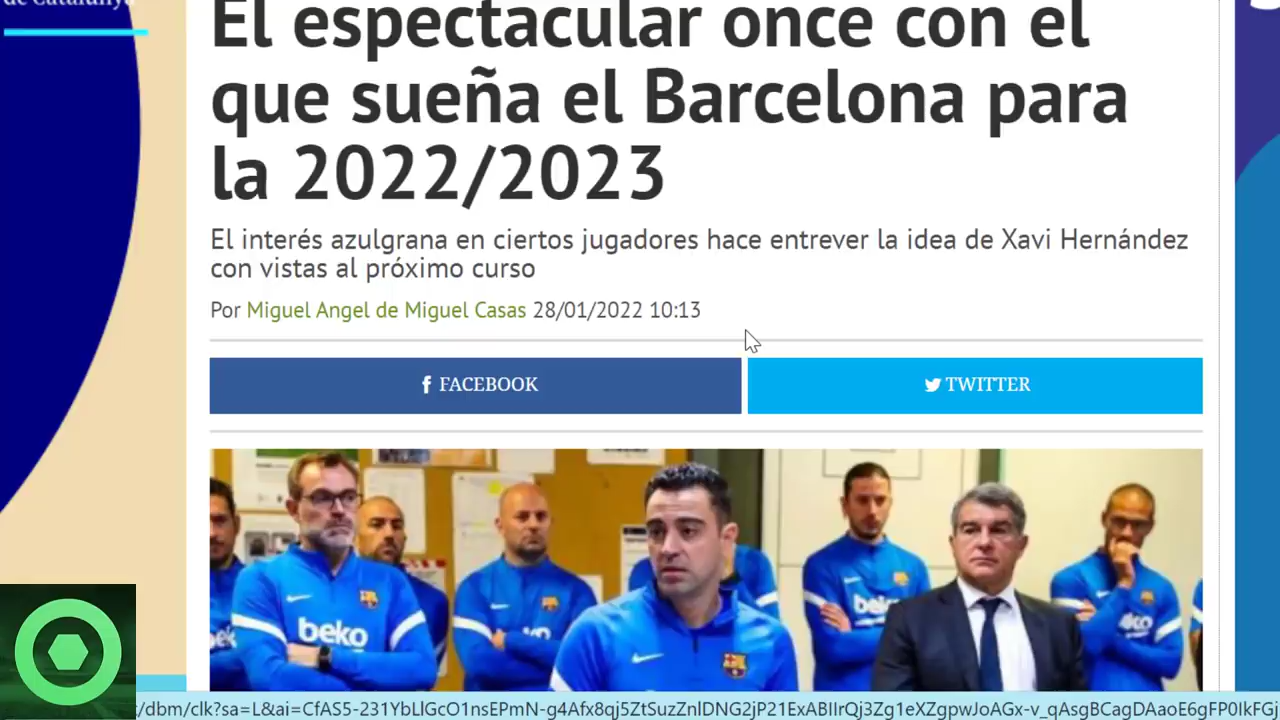 de Catalunya
El espectacular once con el
que sueña el Barcelona para
la 2022/2023
El interés azulgrana en ciertos jugadores hace entrever la idea de Xavi Hernández
con vistas al próximo curso
Por Miguel Angel de Miguel Casas 28/01/2022 10:13
FACEBOOK
TWITTER
beko
beko